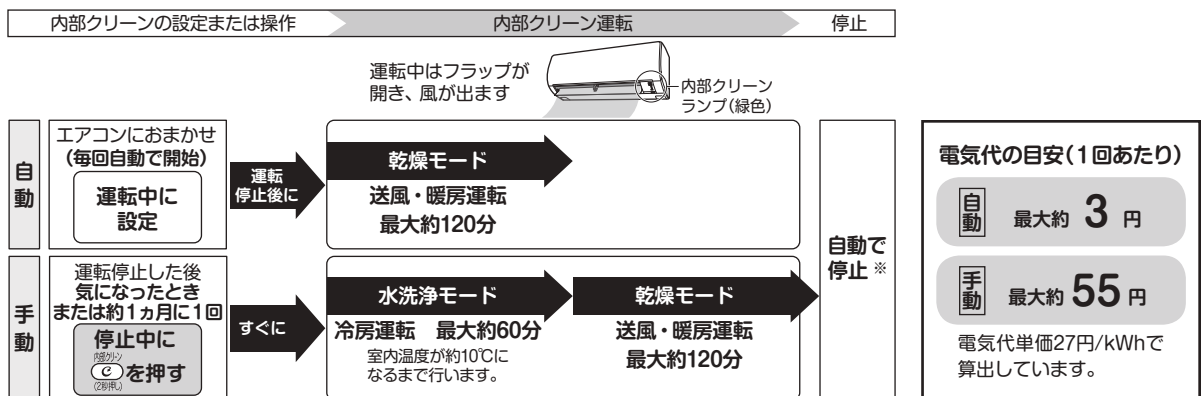 内部クリーンの設定または操作
内部クリーン運転
停止
運転中はフラップが
開き、風が出ます
内部クリーン
ランプ(緑色)
自動
エアコンにおまかせ
(毎回自動で開始)
運転中に
設定
運転
停止後に
乾燥モード
送風・暖房運転
最大約120分
手動
運転停止した後
気になったとき
または約1ヵ月に1回
停止中に
内部クリーン
を押す
(2秒押し)
すぐに
水洗浄モード
冷房運転 最大約60分
室内温度が約10℃に
なるまで行います。
乾燥モード
送風・暖房運転
最大約120分
自動で
停止※
電気代の目安(1回あたり)
自動 最大約 3 円
手動 最大約 55 円
電気代単価27円/kWhで
算出しています。